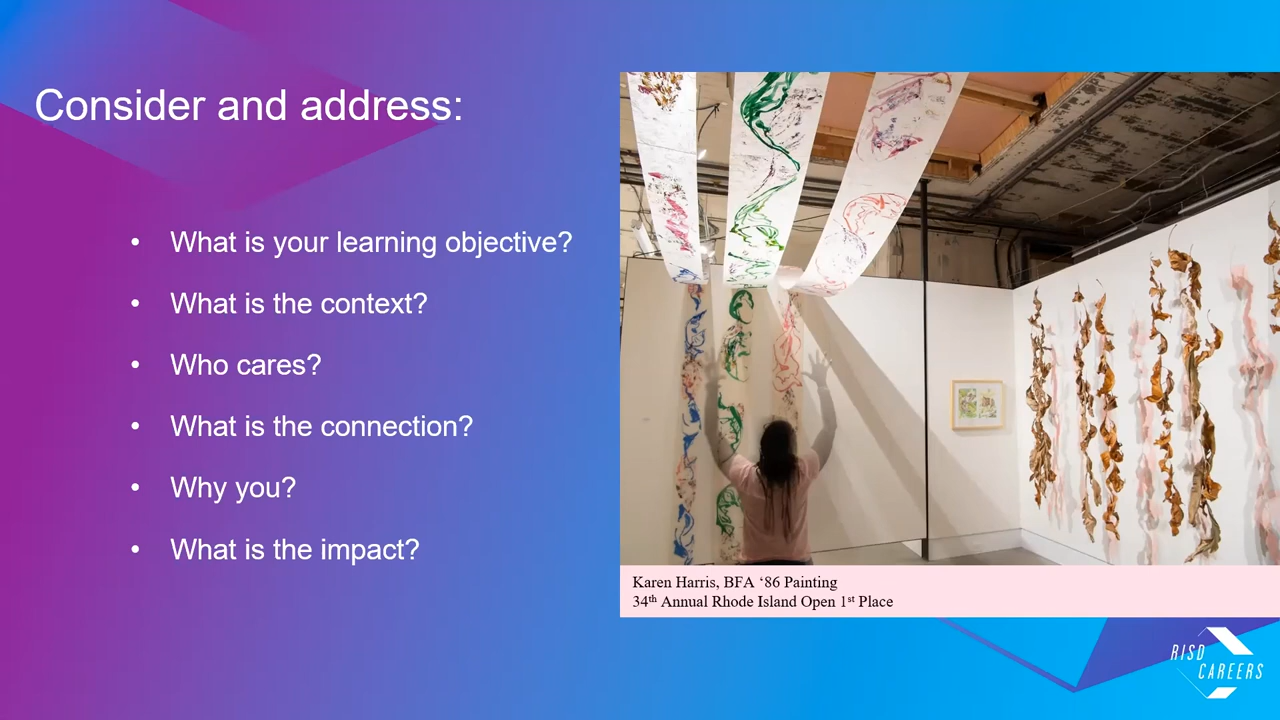 Consider and address:
• What is your learning objective?
• What is the context?
• Who cares?
• What is the connection?
• Why you?
• What is the impact?
Karen Harris, BFA ‘86 Painting
34th Annual Rhode Island Open 1st Place
RISD
CAREERS